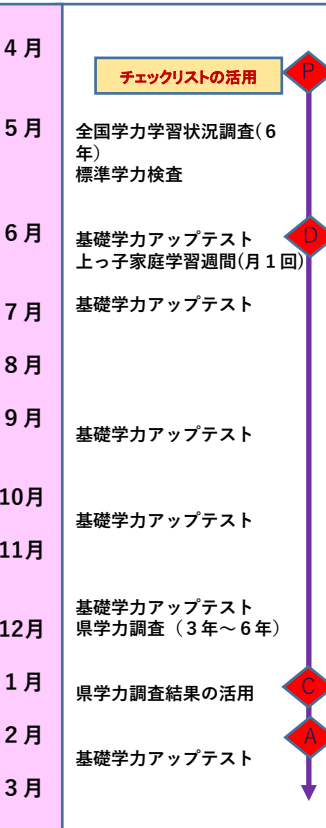 4月
チェックリストの活用
P
5月
全国学力学習状況調査(6
年)
標準学力検査
6月
D
基礎学力アップテスト
上っ子家庭学習週間(月1回)
基礎学力アップテスト
7月
8月
9月
基礎学力アップテスト
10月
基礎学力アップテスト
11月
基礎学力アップテスト
12月
県学力調査（3年～6年）
1月
県学力調査結果の活用
C
2月
A
基礎学力アップテスト
3月